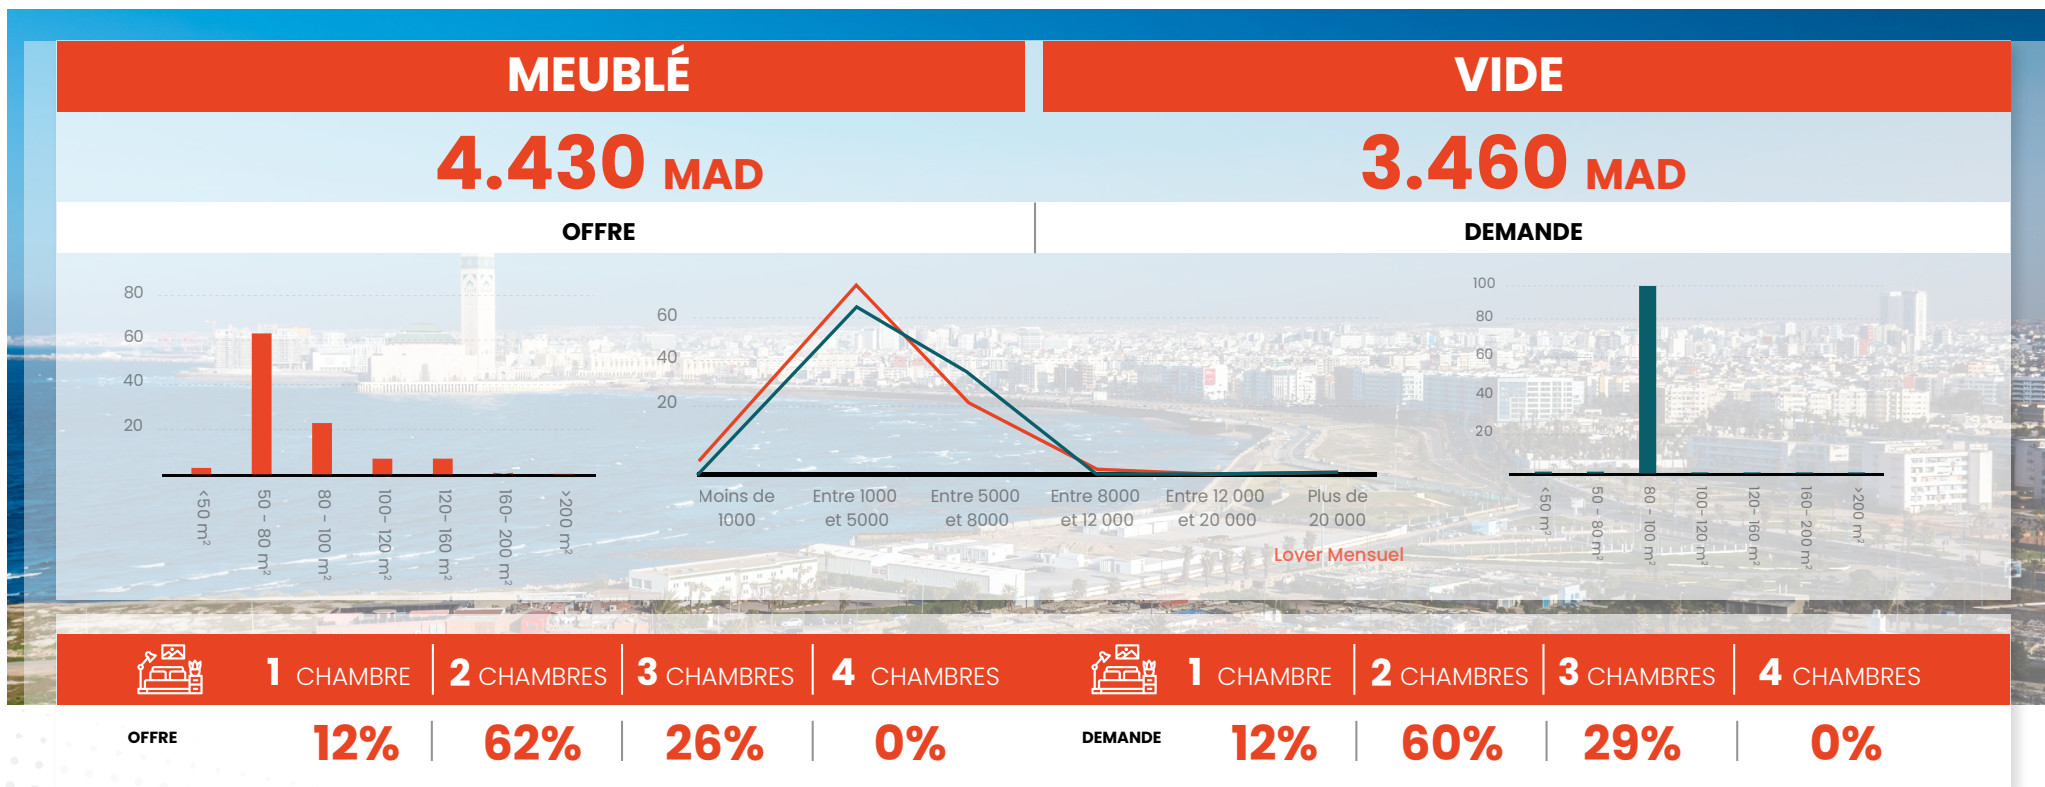 MEUBLÉ
VIDE
4.430 MAD
3.460 MAD
OFFRE
DEMANDE
80
60
40
20
<50 m²
50 - 80 m²
80 - 100 m²
100- 120 m²
120- 160 m²
160- 200 m²
>200 m²
60
40
20
Moins de
1000
Entre 1000
et 5000
Entre 5000
et 8000
Entre 8000
et 12 000
Entre 12 000
et 20 000
Plus de
20 000
Loyer Mensuel
100
80
60
40
20
<50 m²
50 - 80 m²
80 - 100 m²
100- 120 m²
120- 160 m²
160- 200 m²
>200 m²
1 CHAMBRE
2 CHAMBRES
3 CHAMBRES
4 CHAMBRES
1 CHAMBRE
2 CHAMBRES
3 CHAMBRES
4 CHAMBRES
OFFRE
12%
62%
26%
0%
DEMANDE
12%
60%
29%
0%